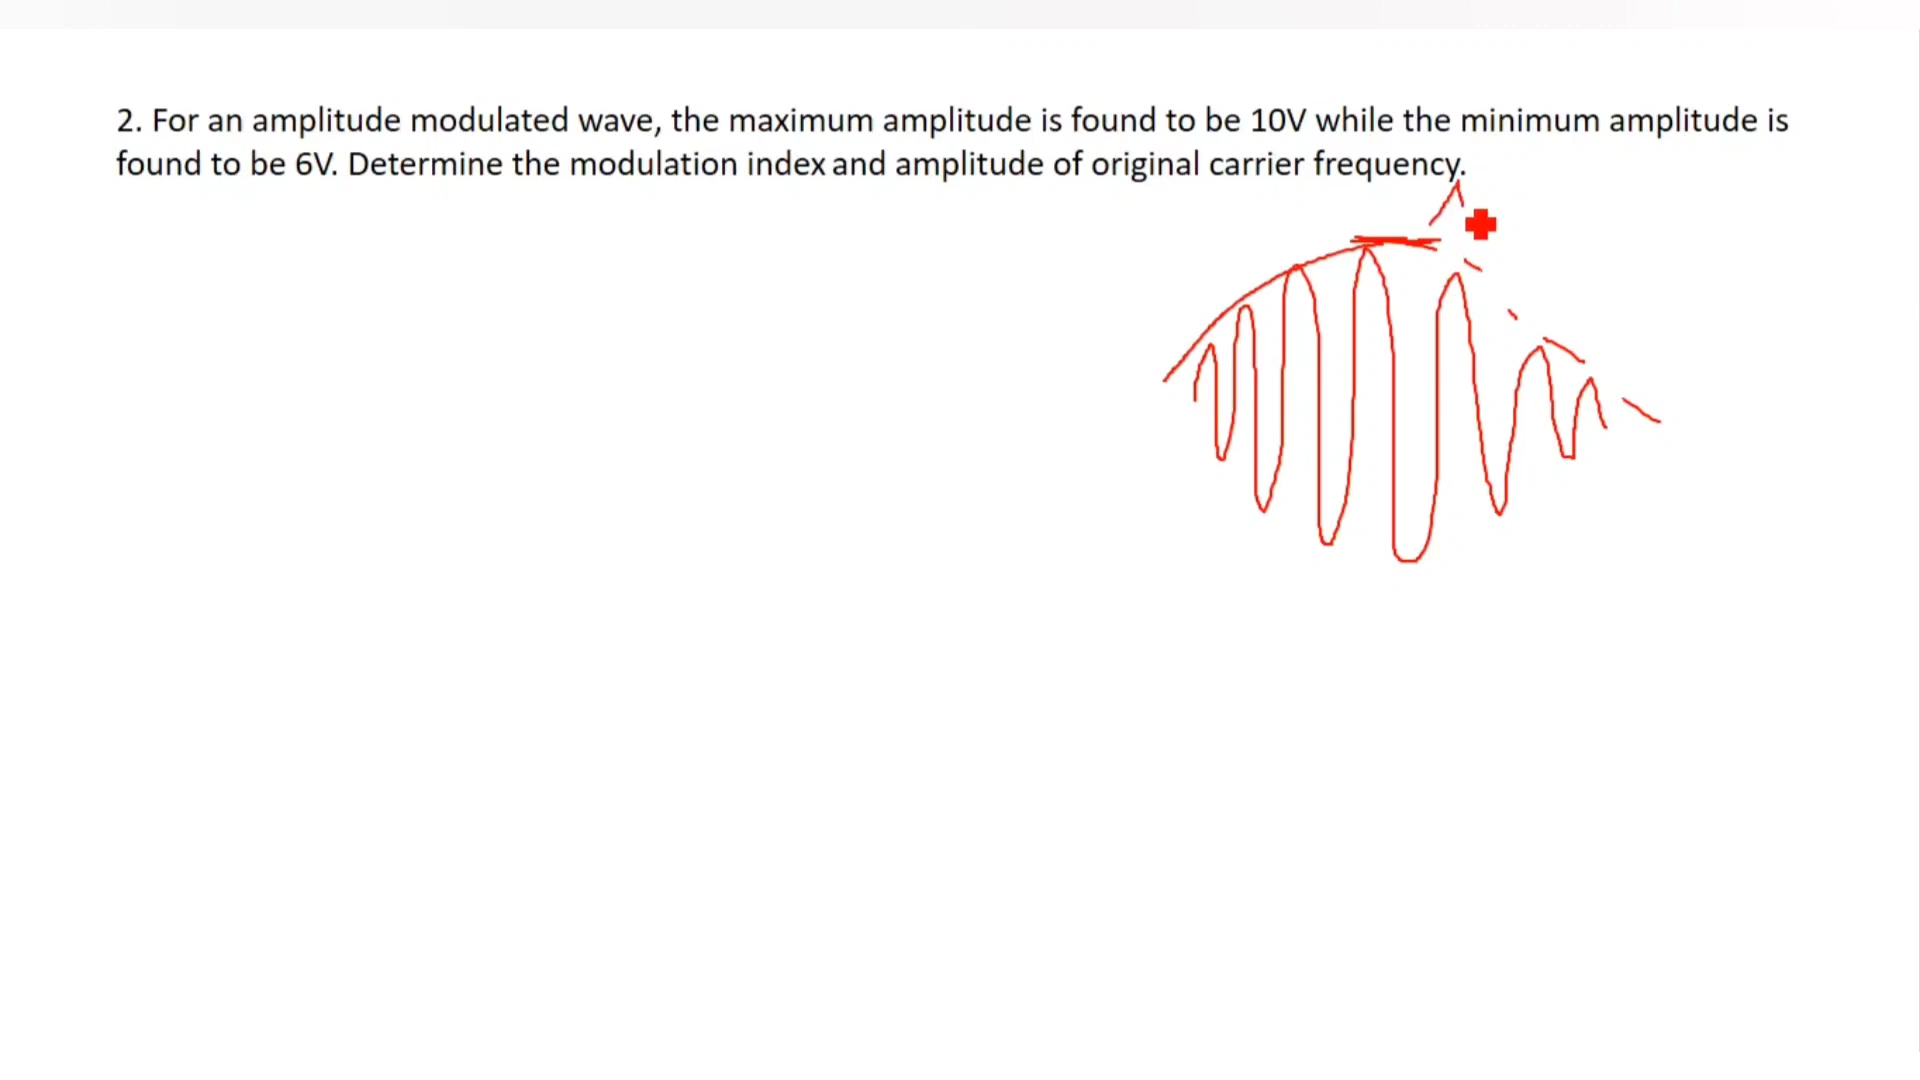 2. For an amplitude modulated wave, the maximum amplitude is found to be 10V while the minimum amplitude is
found to be 6V. Determine the modulation index and amplitude of original carrier frequency.